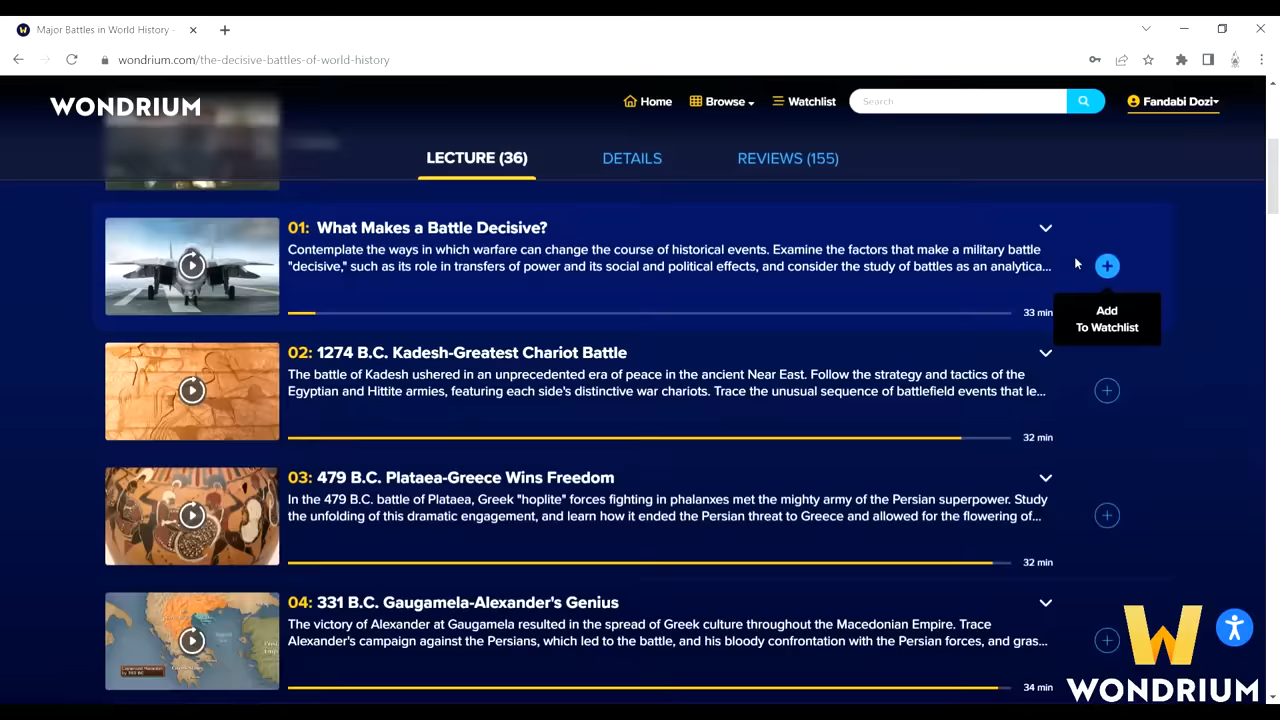 Major Battles in World History -
wondrium.com/the-decisive-battles-of-world-history
WONDRIUM
Home
Browse
Watchlist
Search
Fandabi Dozi
LECTURE (36)
DETAILS
REVIEWS (155)
01: What Makes a Battle Decisive?
Contemplate the ways in which warfare can change the course of historical events. Examine the factors that make a military battle
"decisive," such as its role in transfers of power and its social and political effects, and consider the study of battles as an analytica...
33 min
Add
To Watchlist
02: 1274 B.C. Kadesh-Greatest Chariot Battle
The battle of Kadesh ushered in an unprecedented era of peace in the ancient Near East. Follow the strategy and tactics of the
Egyptian and Hittite armies, featuring each side's distinctive war chariots. Trace the unusual sequence of battlefield events that le...
32 min
03: 479 B.C. Plataea-Greece Wins Freedom
In the 479 B.C. battle of Plataea, Greek "hoplite" forces fighting in phalanxes met the mighty army of the Persian superpower. Study
the unfolding of this dramatic engagement, and learn how it ended the Persian threat to Greece and allowed for the flowering of...
32 min
04: 331 B.C. Gaugamela-Alexander's Genius
The victory of Alexander at Gaugamela resulted in the spread of Greek culture throughout the Macedonian Empire. Trace
Alexander's campaign against the Persians, which led to the battle, and his bloody confrontation with the Persian forces, and gras...
34 min
WONDRIUM